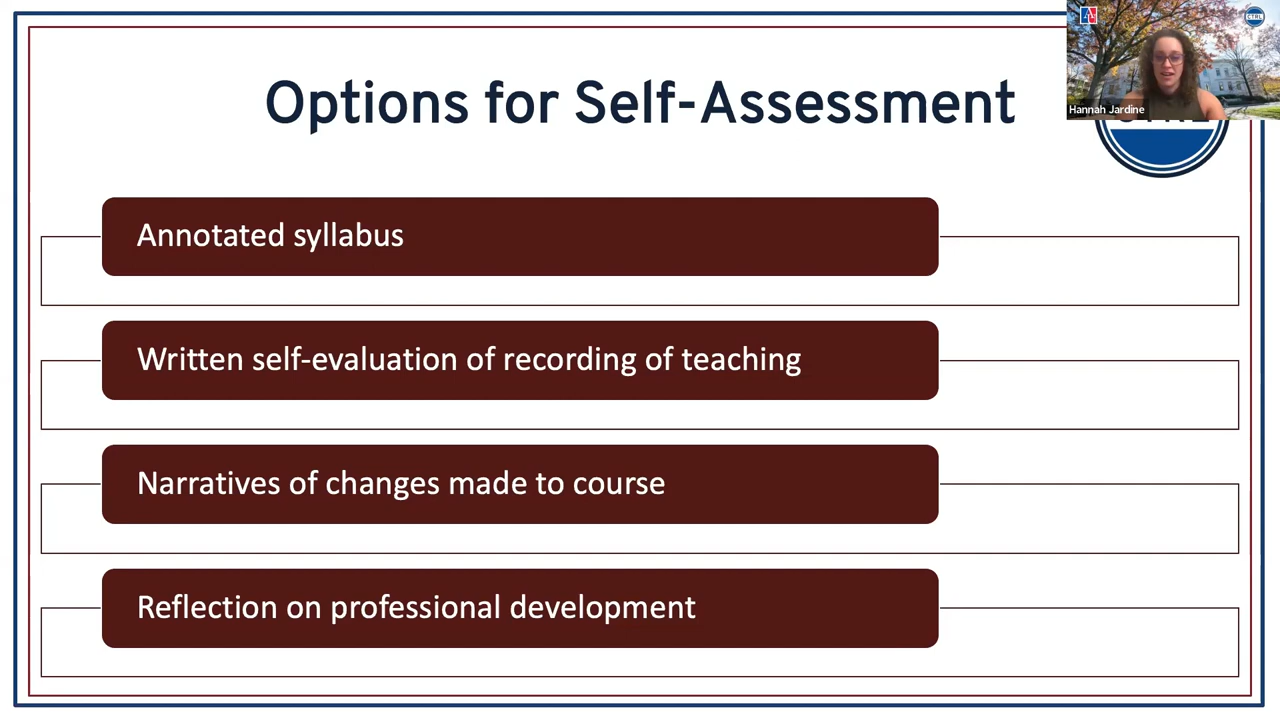 Options for Self-Assessment
Hannah Jardine
Annotated syllabus
Written self-evaluation of recording of teaching
Narratives of changes made to course
Reflection on professional development